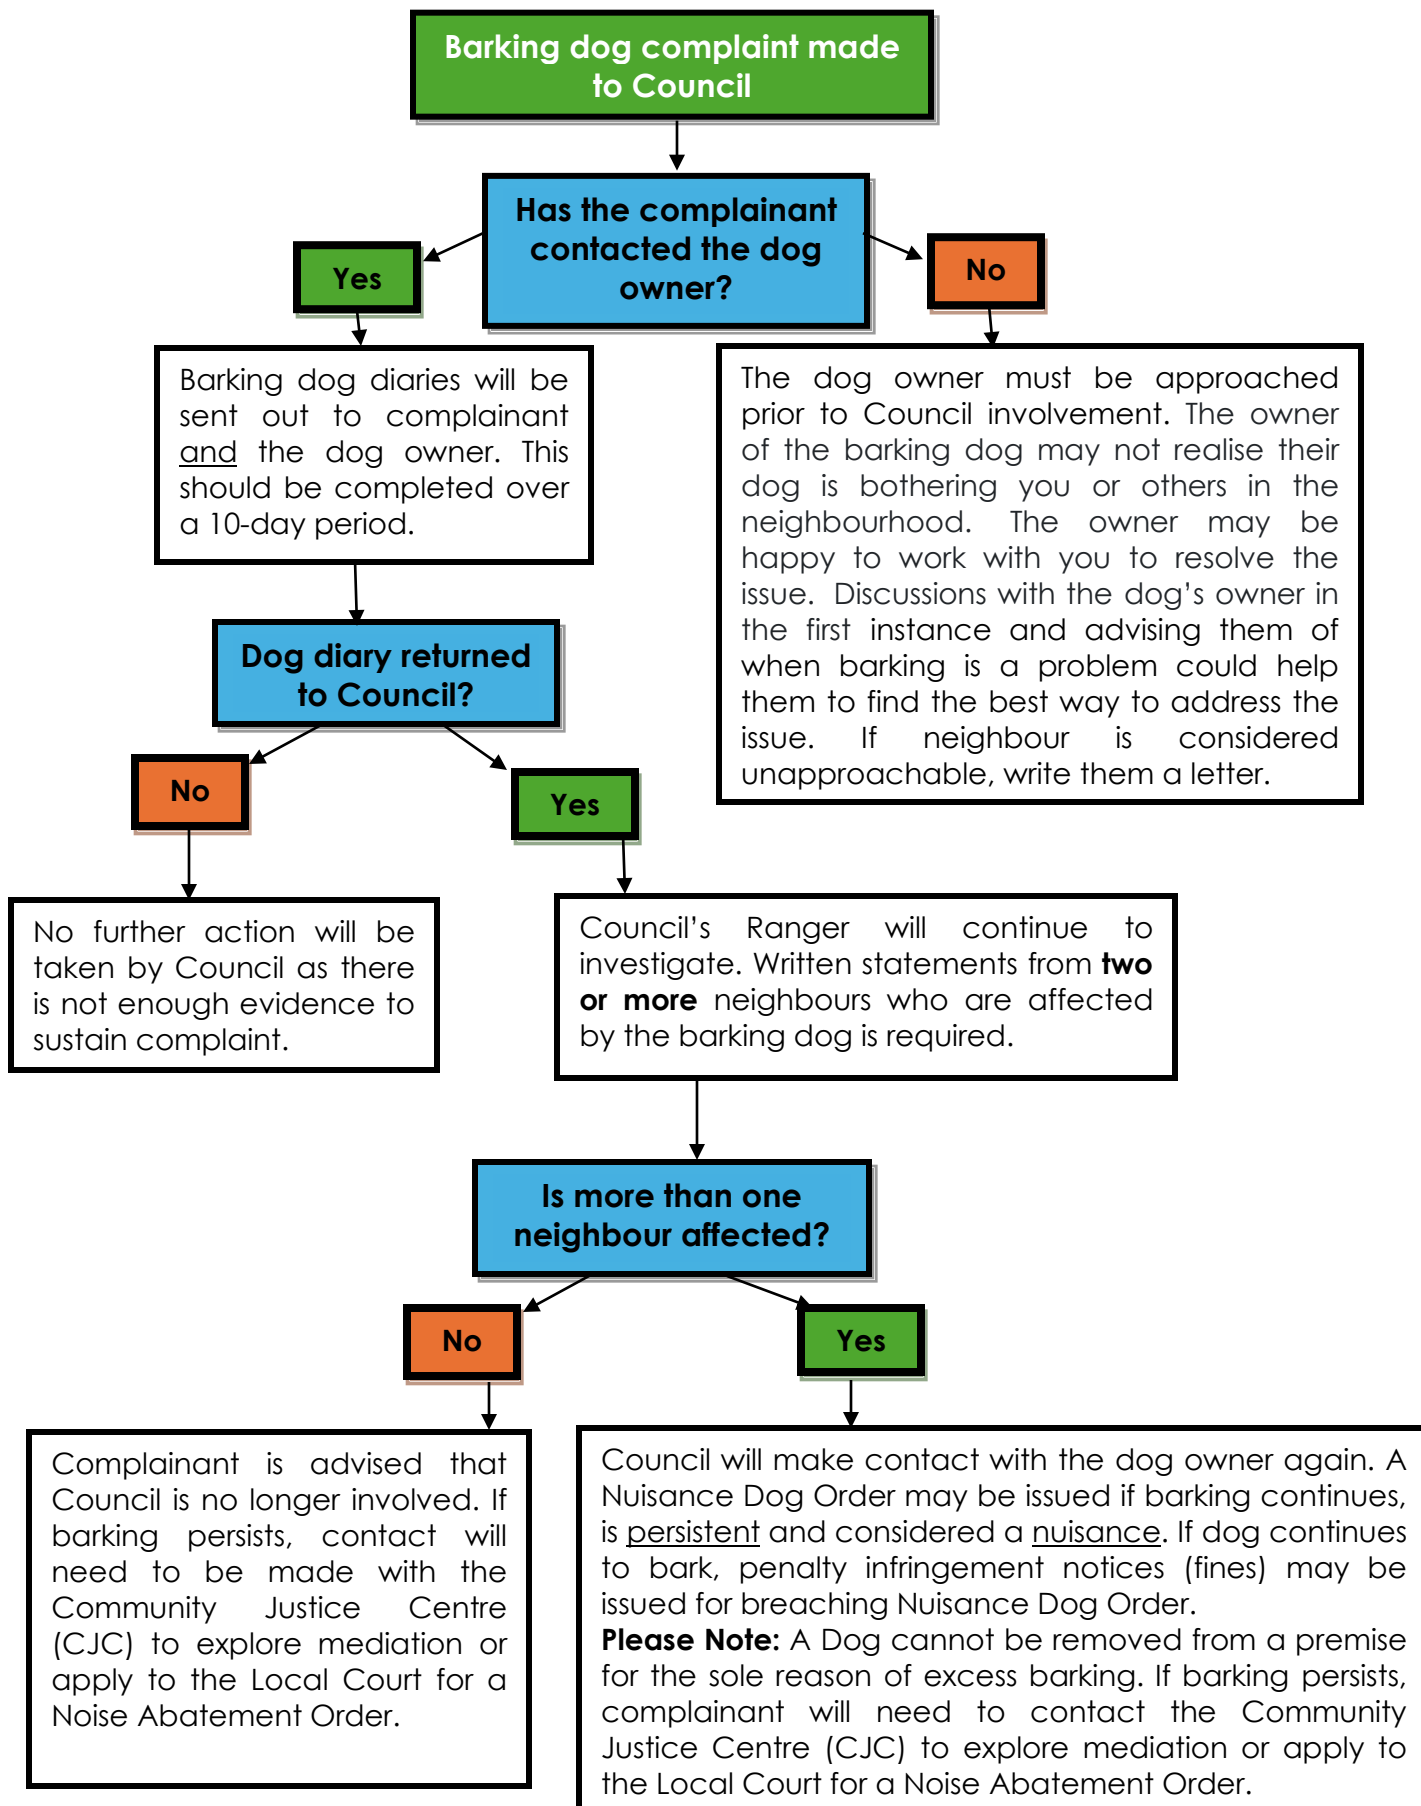 Barking dog complaint made
to Council
Has the complainant
contacted the dog
owner?
Yes
No
Barking dog diaries will be
sent out to complainant
and the dog owner. This
should be completed over
a 10-day period.
The dog owner must be approached
prior to Council involvement. The owner
of the barking dog may not realise their
dog is bothering you or others in the
neighbourhood. The owner may be
happy to work with you to resolve the
issue. Discussions with the dog’s owner in
the first instance and advising them of
when barking is a problem could help
them to find the best way to address the
issue. If neighbour is considered
unapproachable, write them a letter.
Dog diary returned
to Council?
No
Yes
No further action will be
taken by Council as there
is not enough evidence to
sustain complaint.
Council’s Ranger will continue to
investigate. Written statements from two
or more neighbours who are affected
by the barking dog is required.
Is more than one
neighbour affected?
No
Yes
Complainant is advised that
Council is no longer involved. If
barking persists, contact will
need to be made with the
Community Justice Centre
(CJC) to explore mediation or
apply to the Local Court for a
Noise Abatement Order.
Council will make contact with the dog owner again. A
Nuisance Dog Order may be issued if barking continues,
is persistent and considered a nuisance. If dog continues
to bark, penalty infringement notices (fines) may be
issued for breaching Nuisance Dog Order.
Please Note: A Dog cannot be removed from a premise
for the sole reason of excess barking. If barking persists,
complainant will need to contact the Community
Justice Centre (CJC) to explore mediation or apply to
the Local Court for a Noise Abatement Order.